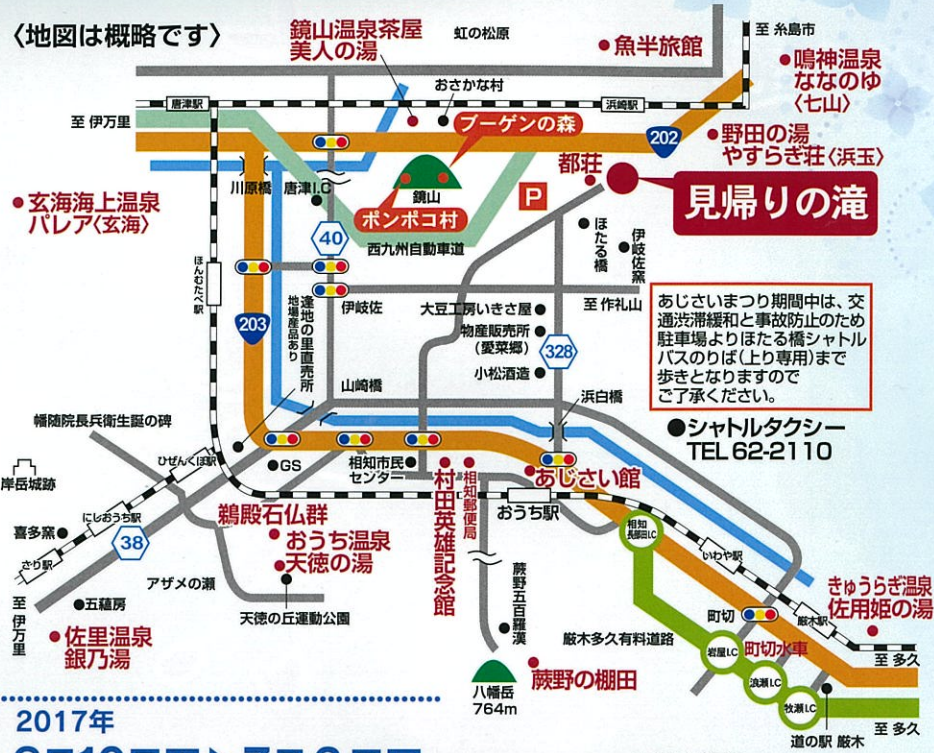 〈地図は概略です〉
鏡山温泉茶屋
美人の湯
虹の松原
魚半旅館
至 糸島市
鳴神温泉
ななのゆ
〈七山〉
おさかな村
唐津駅
浜崎駅
至 伊万里
ブーゲンの森
202
野田の湯
やすらぎ荘〈浜玉〉
都荘
見帰りの滝
川原橋
唐津I.C
鏡山
P
玄海海上温泉
パレア〈玄海〉
ポンポコ村
40
西九州自動車道
ほたる橋
伊岐佐窯
ほんむたべ駅
伊岐佐
至 作礼山
逢地の里直売所
地場産品あり
203
大豆工房いきさ屋
物産販売所
(愛菜郷)
328
小松酒造
あじさいまつり期間中は、交
通渋滞緩和と事故防止のため
駐車場よりほたる橋シャトル
バスのりば(上り専用)まで
歩きとなりますので
ご了承ください。
山崎橋
浜白橋
幡随院長兵衛生誕の碑
シャトルタクシー
TEL 62-2110
ひぜんくぼ駅
GS
相知市民
センター
岸岳城跡
村田英雄記念館
相知郵便局
あじさい館
おうち駅
にしおうち駅
鵜殿石仏群
喜多窯
38
おうち温泉
天徳の湯
相知
長部田I.C
いわや駅
さり駅
アザメの瀬
蕨野五百羅漢
きゅうらぎ温泉
佐用姫の湯
至 伊万里
五蘊房
天徳の丘運動公園
町切
厳木駅
佐里温泉
銀乃湯
厳木多久有料道路
岩屋I.C
町切水車
至 多久
八幡岳
764m
蕨野の棚田
浪瀬I.C
牧瀬I.C
至 多久
道の駅 厳木
2017年